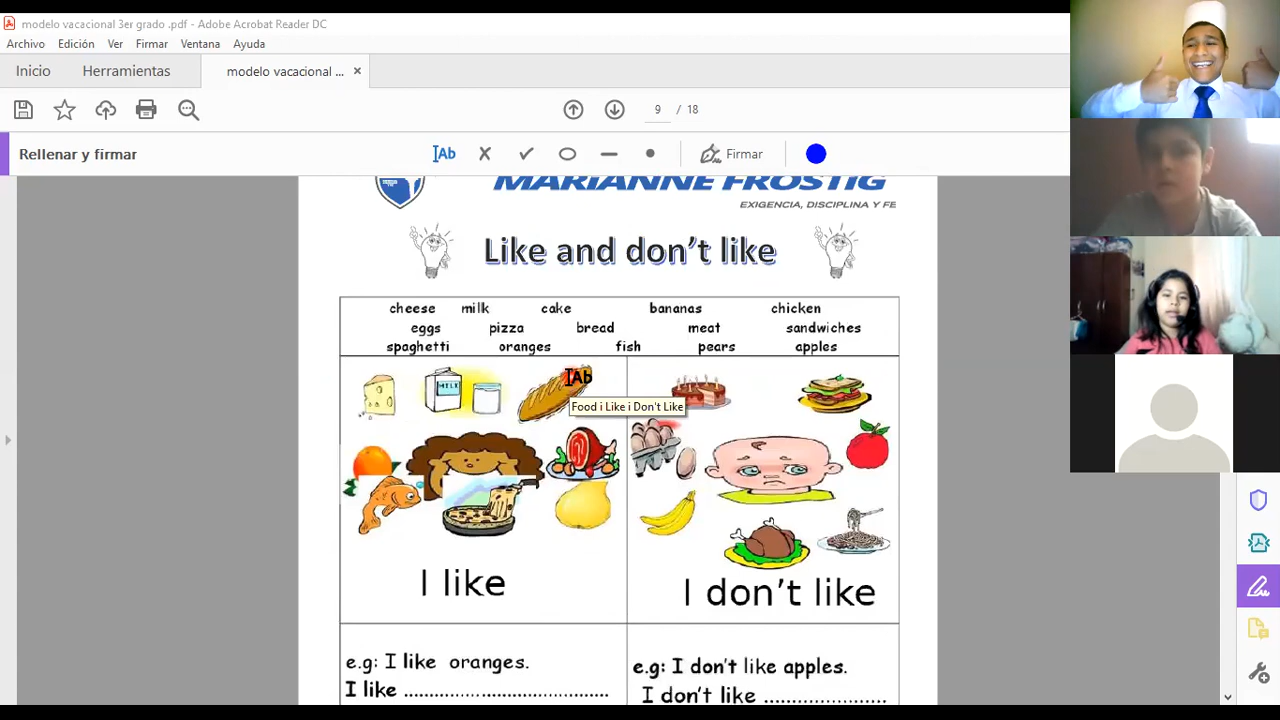 modelo vacacional 3er grado .pdf - Adobe Acrobat Reader DC
Archivo Edición Ver Firmar Ventana Ayuda
Inicio Herramientas modelo vacacional ... ×
9 / 18
Rellenar y firmar Ab Firmar
MARIANNE FROSTIG
EXIGENCIA, DISCIPLINA Y FE
Like and don't like
cheese milk cake bananas chicken
eggs pizza bread meat sandwiches
spaghetti oranges fish pears apples
MILK
Ab
Food i Like i Don't Like
I like
I don't like
e.g: I like oranges.
e.g: I don't like apples.
I like ........................................
I don't like ......................